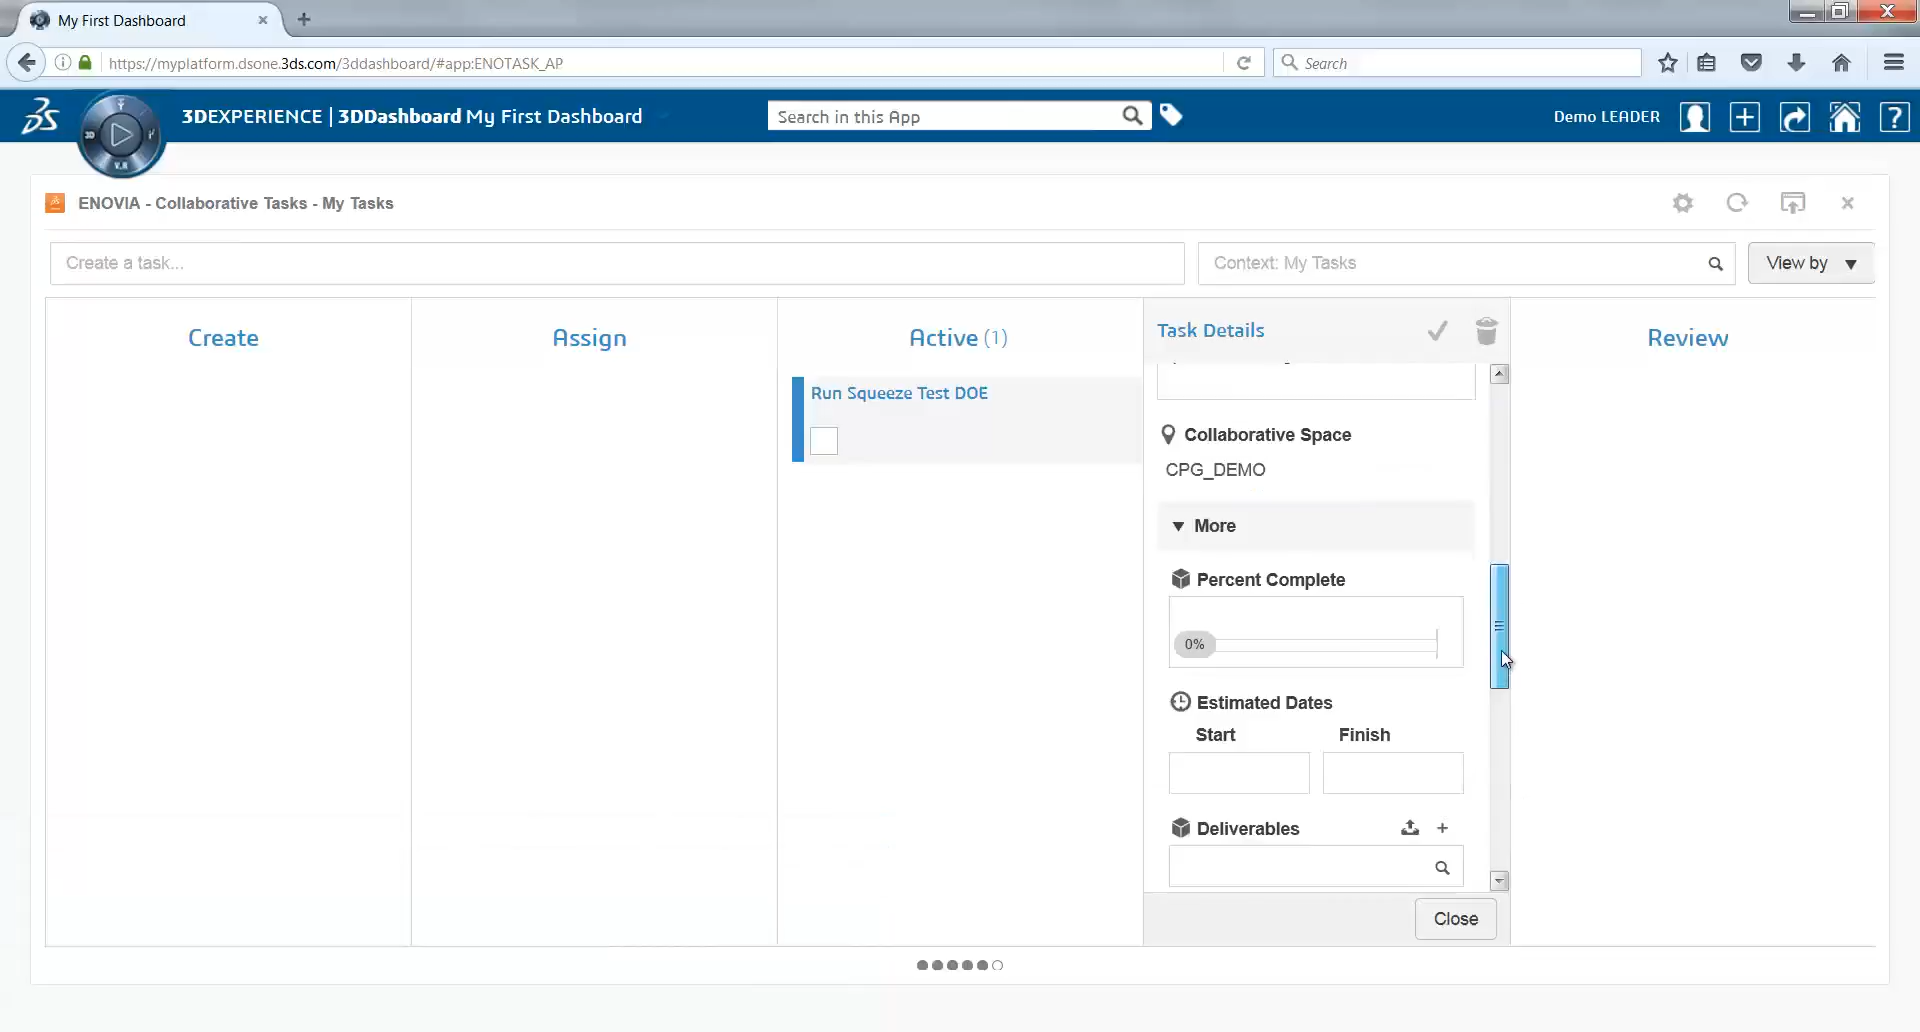 My First Dashboard
https://myplatform.dsone.3ds.com/3ddashboard/#app:ENOTASK_AP
Search
3DEXPERIENCE | 3DDashboard My First Dashboard
Search in this App
Demo LEADER
3D
V.R
ENOVIA - Collaborative Tasks - My Tasks
Create a task...
Context: My Tasks
View by
Create
Assign
Active (1)
Task Details
Review
Run Squeeze Test DOE
Collaborative Space
CPG_DEMO
More
Percent Complete
0%
Estimated Dates
Start
Finish
Deliverables
Close